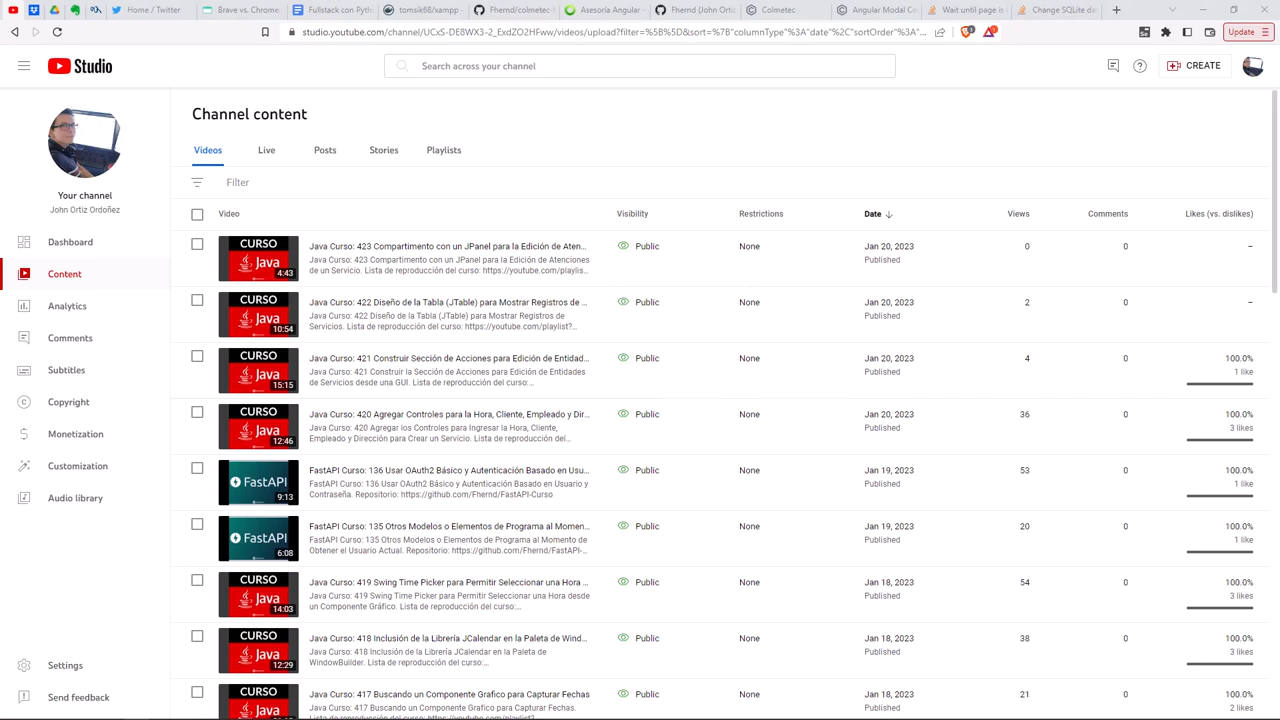 Home / Twitter
Brave vs. Chrome
Fullstack con Pytho
tomsik68/xampp
Fhernd/colmetec-
Asesoría Angular -
Fhernd (John Ortiz
Colmetec
Angular Modal Co
Wait until page is
Change SQLite da
studio.youtube.com/channel/UCxS-DE8WX3-2_ExdZO2HFww/videos/upload?filter=%5B%5D&sort=%7B"columnType"%3A"date"%2C"sortOrder"%3A"...
Update
Studio
Search across your channel
CREATE
Your channel
John Ortiz Ordoñez
Dashboard
Content
Analytics
Comments
Subtitles
Copyright
Monetization
Customization
Audio library
Settings
Send feedback
Channel content
Videos Live Posts Stories Playlists
Filter
Video Visibility Restrictions Date Views Comments Likes (vs. dislikes)
CURSO
Java
4:43
Java Curso: 423 Compartimento con un JPanel para la Edición de Aten...
Java Curso: 423 Compartimento con un JPanel para la Edición de Atenciones
de un Servicio. Lista de reproducción del curso: https://youtube.com/playlis...
Public None Jan 20, 2023 0 0 –
Published
CURSO
Java
10:54
Java Curso: 422 Diseño de la Tabla (JTable) para Mostrar Registros de ...
Java Curso: 422 Diseño de la Tabla (JTable) para Mostrar Registros de
Servicios. Lista de reproducción del curso: https://youtube.com/playlist?...
Public None Jan 20, 2023 2 0 –
Published
CURSO
Java
15:15
Java Curso: 421 Construir Sección de Acciones para Edición de Entidad...
Java Curso: 421 Construir la Sección de Acciones para Edición de Entidades
de Servicios desde una GUI. Lista de reproducción del curso:...
Public None Jan 20, 2023 4 0 100.0%
Published 1 like
CURSO
Java
12:46
Java Curso: 420 Agregar Controles para la Hora, Cliente, Empleado y Dir...
Java Curso: 420 Agregar los Controles para Ingresar la Hora, Cliente,
Empleado y Dirección para Crear un Servicio. Lista de reproducción del...
Public None Jan 20, 2023 36 0 100.0%
Published 3 likes
FastAPI
9:13
FastAPI Curso: 136 Usar OAuth2 Básico y Autenticación Basado en Usu...
FastAPI Curso: 136 Usar OAuth2 Básico y Autenticación Basado en Usuario y
Contraseña. Repositorio: https://github.com/Fhernd/FastAPI-Curso
Public None Jan 19, 2023 53 0 100.0%
Published 1 like
FastAPI
6:08
FastAPI Curso: 135 Otros Modelos o Elementos de Programa al Momen...
FastAPI Curso: 135 Otros Modelos o Elementos de Programa al Momento de
Obtener el Usuario Actual. Repositorio: https://github.com/Fhernd/FastAPI-...
Public None Jan 19, 2023 20 0 100.0%
Published 1 like
CURSO
Java
14:03
Java Curso: 419 Swing Time Picker para Permitir Seleccionar una Hora ...
Java Curso: 419 Swing Time Picker para Permitir Seleccionar una Hora desde
un Componente Gráfico. Lista de reproducción del curso:...
Public None Jan 18, 2023 54 0 100.0%
Published 3 likes
CURSO
Java
12:29
Java Curso: 418 Inclusión de la Librería JCalendar en la Paleta de Wind...
Java Curso: 418 Inclusión de la Librería JCalendar en la Paleta de
WindowBuilder. Lista de reproducción del curso:...
Public None Jan 18, 2023 38 0 100.0%
Published 3 likes
CURSO
Java
Java Curso: 417 Buscando un Componente Grafico para Capturar Fechas
Java Curso: 417 Buscando un Componente Gráfico para Capturar Fechas.
Public None Jan 18, 2023 21 0 100.0%
Published 2 likes